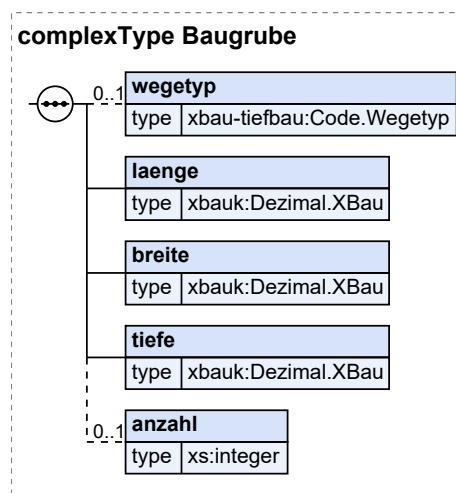 complexType Baugrube
0..1
wegetyp
type xbau-tiefbau:Code.Wegetyp
laenge
type xbauk:Dezimal.XBau
breite
type xbauk:Dezimal.XBau
tiefe
type xbauk:Dezimal.XBau
0..1
anzahl
type xs:integer